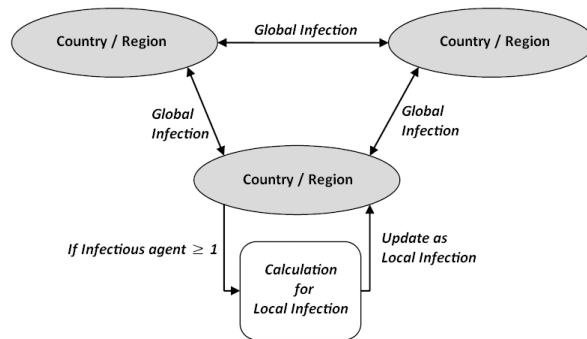 Country / Region
Global Infection
Country / Region
Global
Infection
Global
Infection
Country / Region
If Infectious agent ≥ 1
Calculation
for
Local Infection
Update as
Local Infection